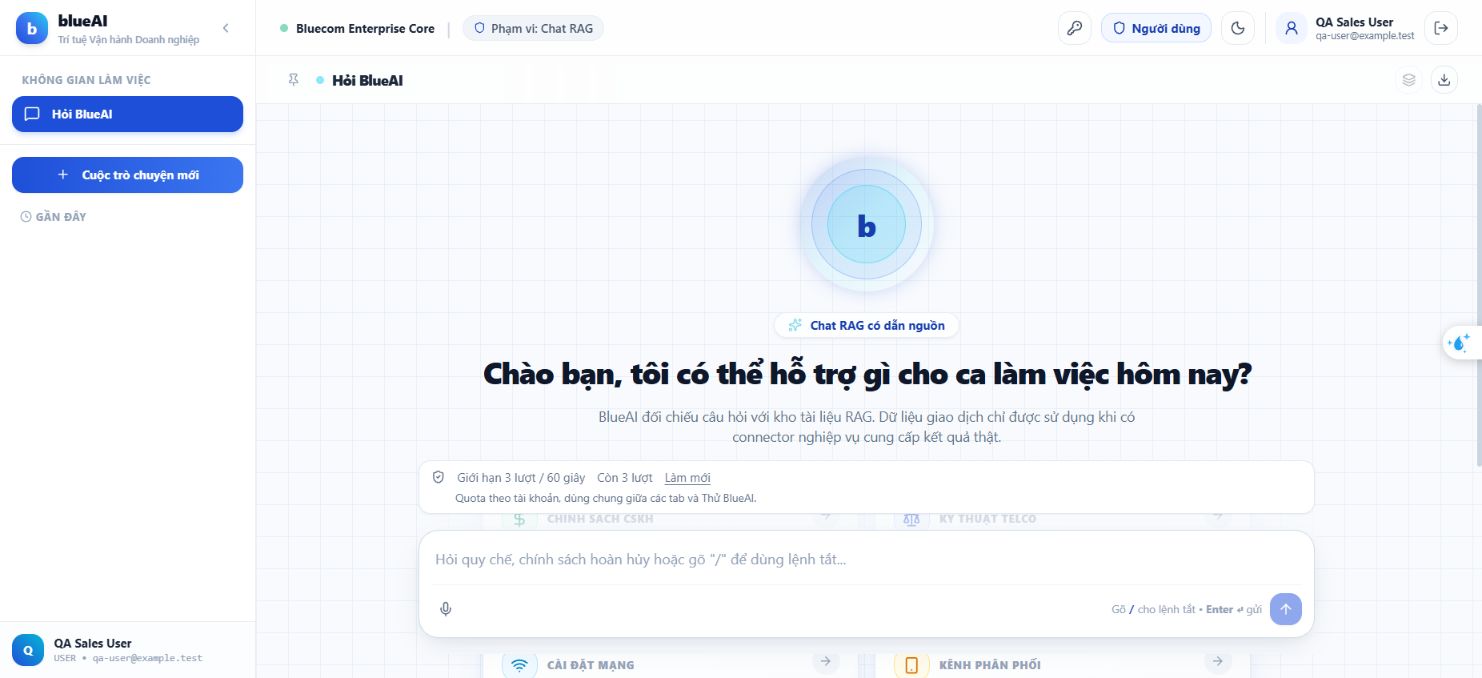 b
blueAI
Trí tuệ Vận hành Doanh nghiệp
Bluecom Enterprise Core
Phạm vi: Chat RAG
Người dùng
QA Sales User
qa-user@example.test
KHÔNG GIAN LÀM VIỆC
Hỏi BlueAI
Cuộc trò chuyện mới
GẦN ĐÂY
Hỏi BlueAI
b
Chat RAG có dẫn nguồn
Chào bạn, tôi có thể hỗ trợ gì cho ca làm việc hôm nay?
BlueAI đối chiếu câu hỏi với kho tài liệu RAG. Dữ liệu giao dịch chỉ được sử dụng khi có
connector nghiệp vụ cung cấp kết quả thật.
Giới hạn 3 lượt / 60 giây Còn 3 lượt Làm mới
Quota theo tài khoản, dùng chung giữa các tab và Thử BlueAI.
CHÍNH SÁCH CSKH
KỸ THUẬT TELCO
Hỏi quy chế, chính sách hoàn hủy hoặc gõ "/" để dùng lệnh tắt...
Gõ / cho lệnh tắt • Enter ↵ gửi
CÀI ĐẶT MẠNG
KÊNH PHÂN PHỐI
Q
QA Sales User
USER • qa-user@example.test